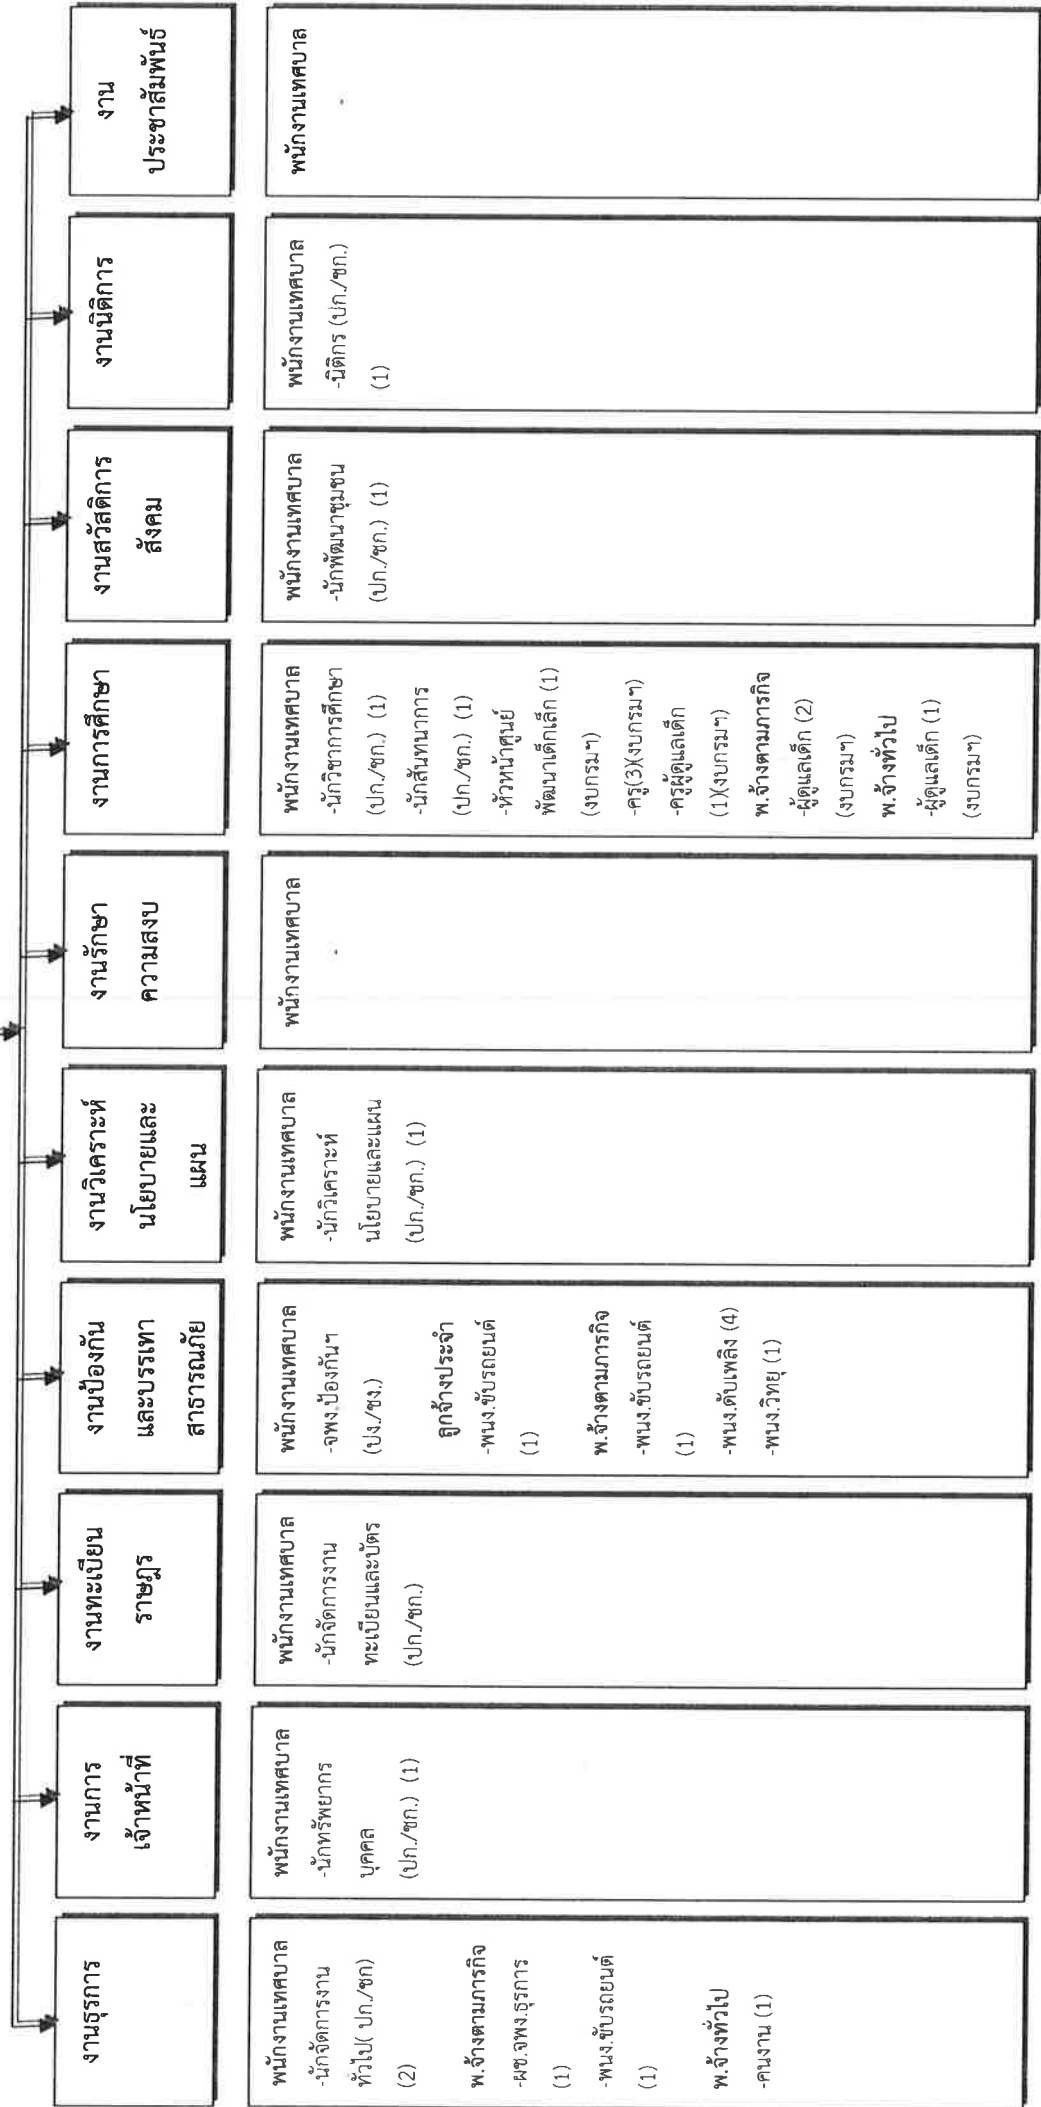 งานธุรการ
พนักงานเทศบาล
-นักจัดการงาน
ทั่วไป( ปก./ชก)
(2)
พ.จ้างตามภารกิจ
-ผช.จพง.ธุรการ
(1)
-พนง.ขับรถยนต์
(1)
พ.จ้างทั่วไป
-คนงาน (1)
งานการ
เจ้าหน้าที่
พนักงานเทศบาล
-นักทรัพยากร
บุคคล
(ปก./ชก.) (1)
งานทะเบียน
ราษฎร
พนักงานเทศบาล
-นักจัดการงาน
ทะเบียนและบัตร
(ปก./ชก.)
งานป้องกัน
และบรรเทา
สาธารณภัย
พนักงานเทศบาล
-จพง.ป้องกันฯ
(ปง./ชง.)
ลูกจ้างประจำ
-พนง.ขับรถยนต์
(1)
พ.จ้างตามภารกิจ
-พนง.ขับรถยนต์
(1)
-พนง.ดับเพลิง (4)
-พนง.วิทยุ (1)
งานวิเคราะห์
นโยบายและ
แผน
พนักงานเทศบาล
-นักวิเคราะห์
นโยบายและแผน
(ปก./ชก.) (1)
งานรักษา
ความสงบ
พนักงานเทศบาล
งานการศึกษา
พนักงานเทศบาล
-นักวิชาการศึกษา
(ปก./ชก.) (1)
-นักสันทนาการ
(ปก./ชก.) (1)
-หัวหน้าศูนย์
พัฒนาเด็กเล็ก (1)
(งบกรมฯ)
-ครู(3)(งบกรมฯ)
-ครูผู้ดูแลเด็ก
(1)(งบกรมฯ)
พ.จ้างตามภารกิจ
-ผู้ดูแลเด็ก (2)
(งบกรมฯ)
พ.จ้างทั่วไป
-ผู้ดูแลเด็ก (1)
(งบกรมฯ)
งานสวัสดิการ
สังคม
พนักงานเทศบาล
-นักพัฒนาชุมชน
(ปก./ชก.) (1)
งานนิติการ
พนักงานเทศบาล
-นิติกร (ปก./ชก.)
(1)
งาน
ประชาสัมพันธ์
พนักงานเทศบาล